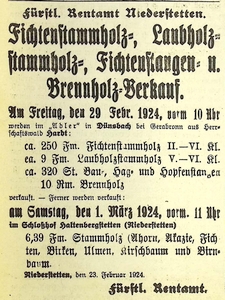 Fürstl. Rentamt Niederstetten.
Fichtenstammholz-, Laubholz-
stammholz-, Fichtenstangen- u.
Brennholz-Verkauf.
Am Freitag, den 29 Febr. 1924, vorm. 10 Uhr
werden im „Adler" in Dünsbach bei Gerabronn aus Herr-
schaftswald Hardt:
ca. 250 Fm. Fichtenstammholz II.—VI. Kl.
ca. 9 Fm. Laubholzstammholz V.—VI. Kl.
ca. 320 St. Bau-, Hag- und Hopfenstangen
10 Rm. Brennholz
verkauft. — Ferner werden verkauft:
am Samstag, den 1. März 1924, vorm. 11 Uhr
im Schloßhof Haltenbergstetten (Niederstetten)
6,39 Fm. Stammholz (Ahorn, Akazie, Fich-
ten, Birken, Ulmen, Kirschbaum und Birn-
baum.
Niederstetten, den 23. Februar 1924.
Fürstl. Rentamt.